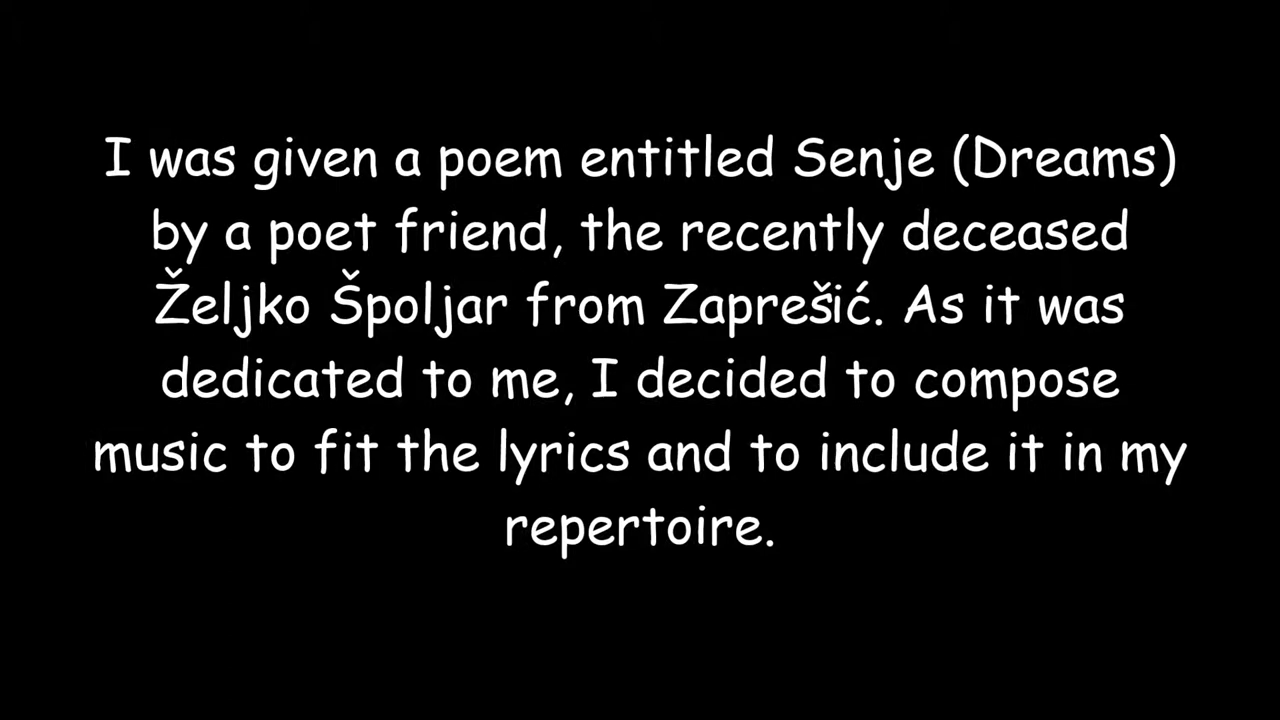 I was given a poem entitled Senje (Dreams)
by a poet friend, the recently deceased
Željko Špoljar from Zaprešić. As it was
dedicated to me, I decided to compose
music to fit the lyrics and to include it in my
repertoire.